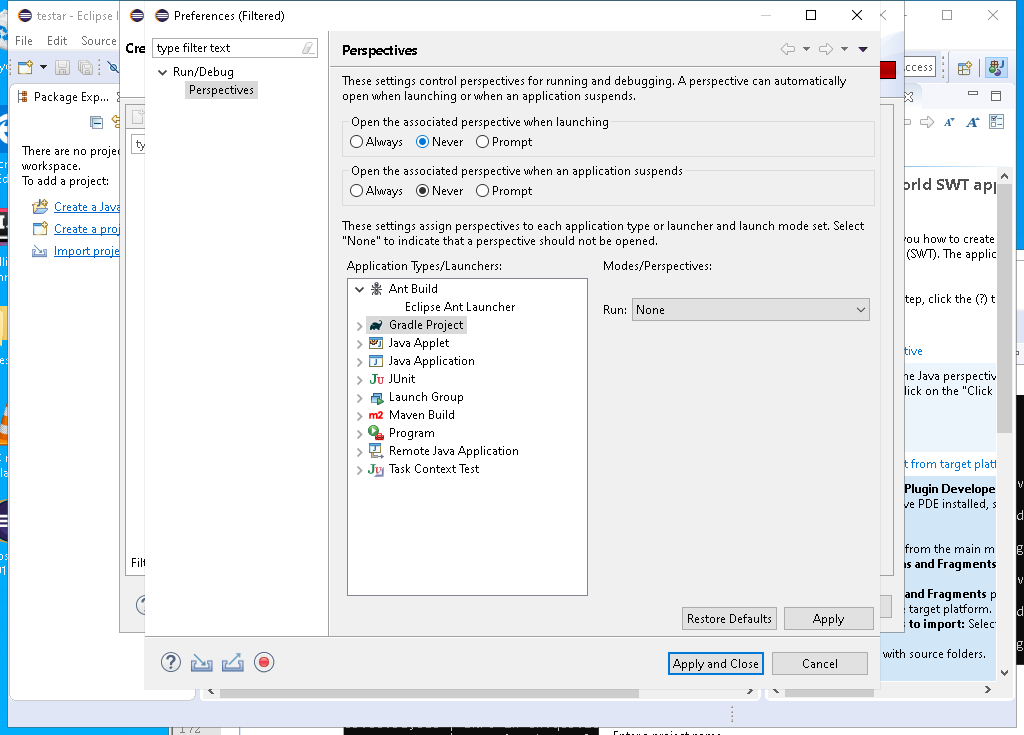 testar - Eclipse I
Preferences (Filtered)
File Edit Source
Cre
type filter text
Perspectives
Run/Debug
Perspectives
These settings control perspectives for running and debugging. A perspective can automatically
open when launching or when an application suspends.
Package Exp...
Open the associated perspective when launching
Always Never Prompt
There are no projec
workspace.
To add a project:
Open the associated perspective when an application suspends
Always Never Prompt
Create a Java
Create a proj
Import proje
These settings assign perspectives to each application type or launcher and launch mode set. Select
"None" to indicate that a perspective should not be opened.
Application Types/Launchers:
Modes/Perspectives:
Ant Build
Eclipse Ant Launcher
Gradle Project
Java Applet
Java Application
JUnit
Launch Group
Maven Build
Program
Remote Java Application
Task Context Test
Run: None
Restore Defaults Apply
Apply and Close Cancel
ccess
orld SWT app
you how to create
(SWT). The applic
tep, click the (?) t
tive
he Java perspectiv
lick on the "Click
t from target platf
Plugin Develope
ve PDE installed, s
from the main m
ns and Fragments
and Fragments p
e target platform.
s to import: Selec
with source folders.
Filt
172
Enter a project name